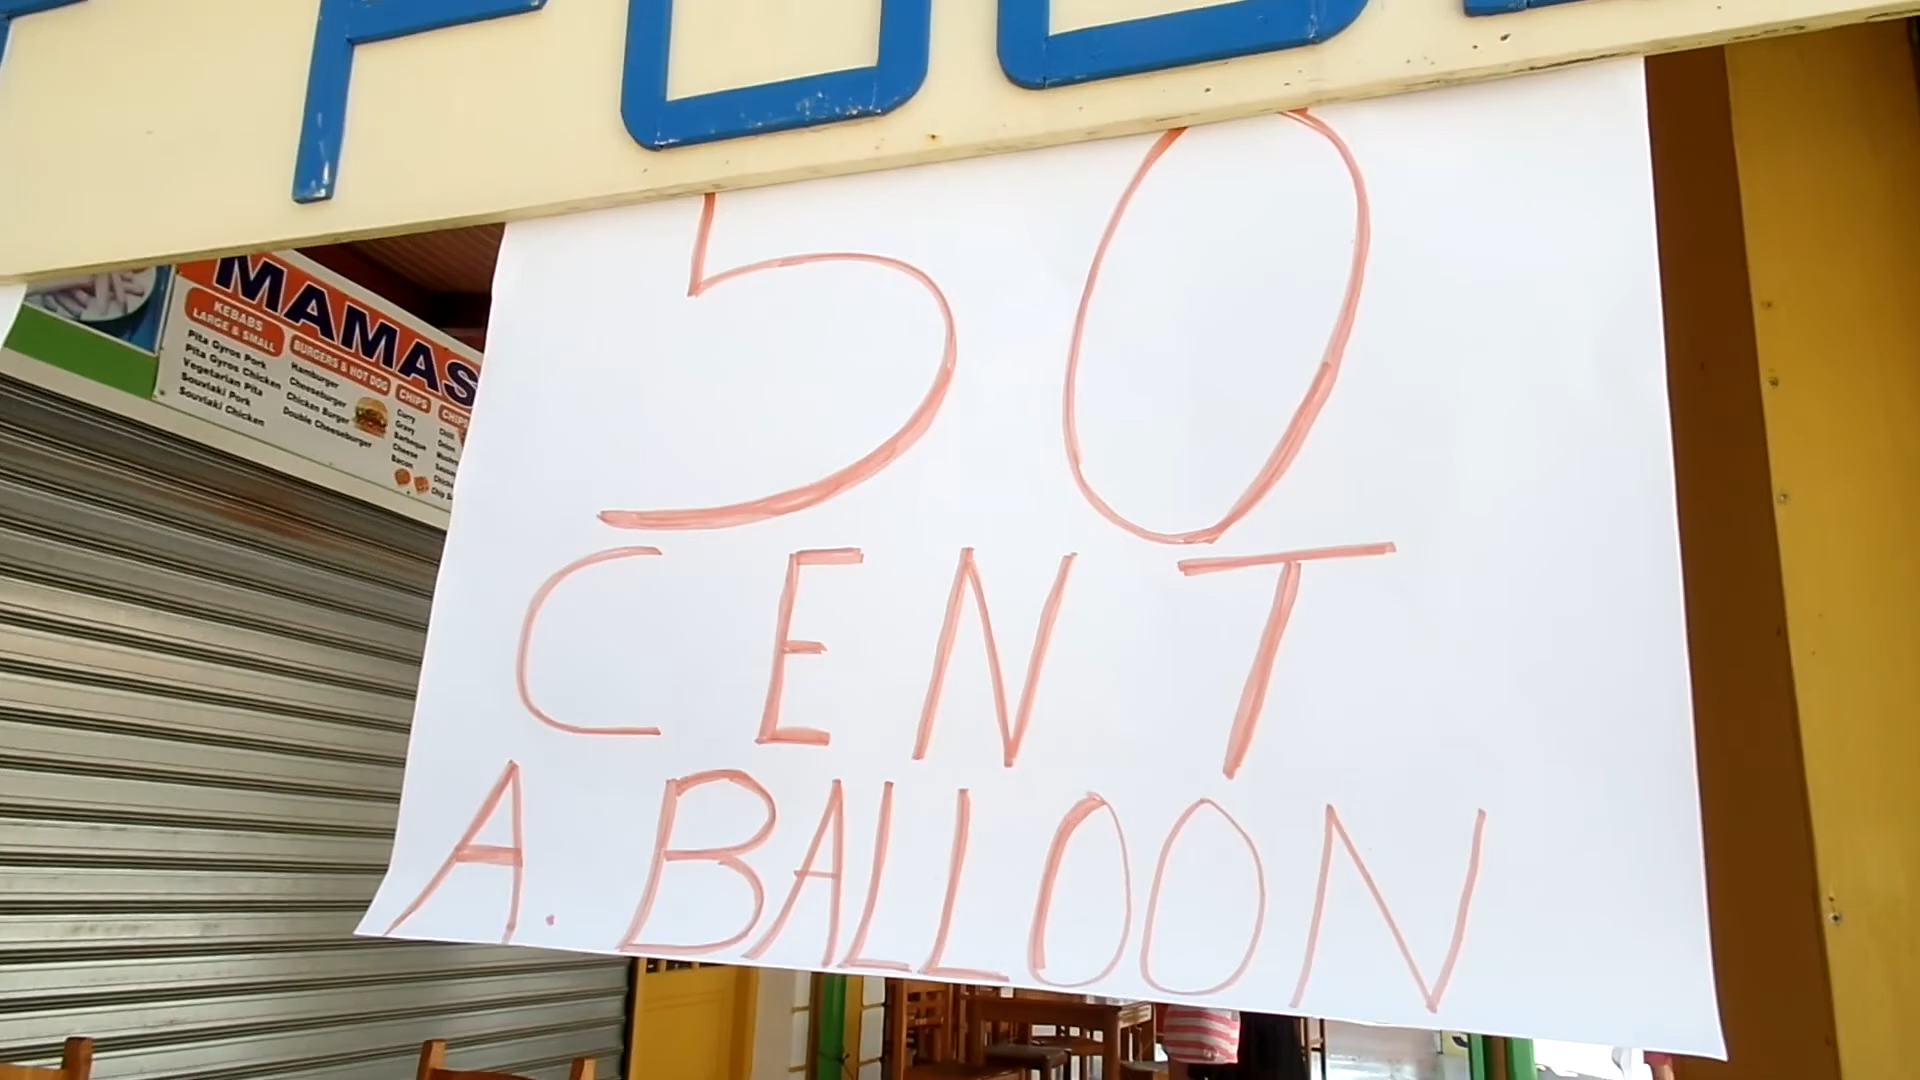 MAMAS
KEBABS
LARGE & SMALL
Pita Gyros Pork
Pita Gyros Chicken
Vegetarian Pita
Souvlaki Pork
Souvlaki Chicken
BURGERS & HOT DOG
Hamburger
Cheeseburger
Chicken Burger
Double Cheeseburger
CHIPS
Curry
Gravy
Barbeque
Cheese
Bacon
50
CENT
A. BALLOON